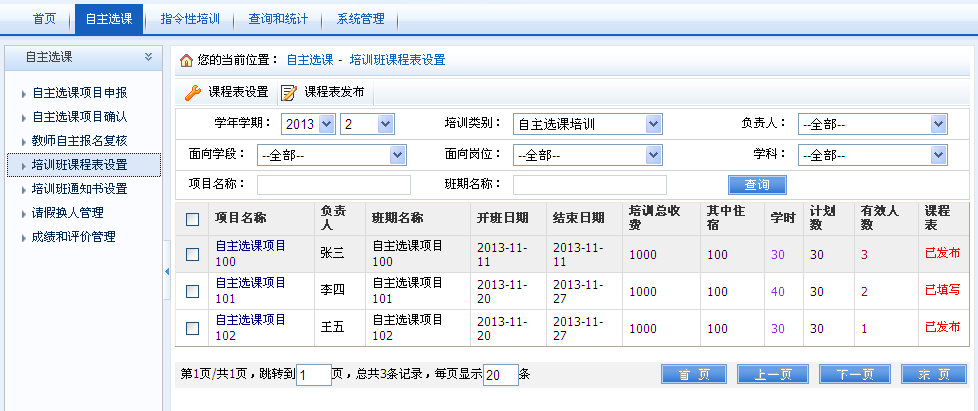 首页 自主选课 指令性培训 查询和统计 系统管理
自主选课
自主选课项目申报
自主选课项目确认
教师自主报名复核
培训班课程表设置
培训班通知书设置
请假换人管理
成绩和评价管理
您的当前位置： 自主选课 - 培训班课程表设置
课程表设置 课程表发布
学年学期： 2013 2 培训类别： 自主选课培训 负责人： --全部--
面向学段： --全部-- 面向岗位： --全部-- 学科： --全部--
项目名称： 班期名称： 查询
项目名称 负责人 班期名称 开班日期 结束日期 培训总收费 其中住宿 学时 计划数 有效人数 课程表
自主选课项目100 张三 自主选课项目100 2013-11-11 2013-11-11 1000 100 30 30 3 已发布
自主选课项目101 李四 自主选课项目101 2013-11-20 2013-11-27 1000 100 40 30 2 已填写
自主选课项目102 王五 自主选课项目102 2013-11-20 2013-11-27 1000 100 30 30 1 已发布
第1页/共1页，跳转到1页，总共3条记录，每页显示20条 首 页 上一页 下一页 末 页